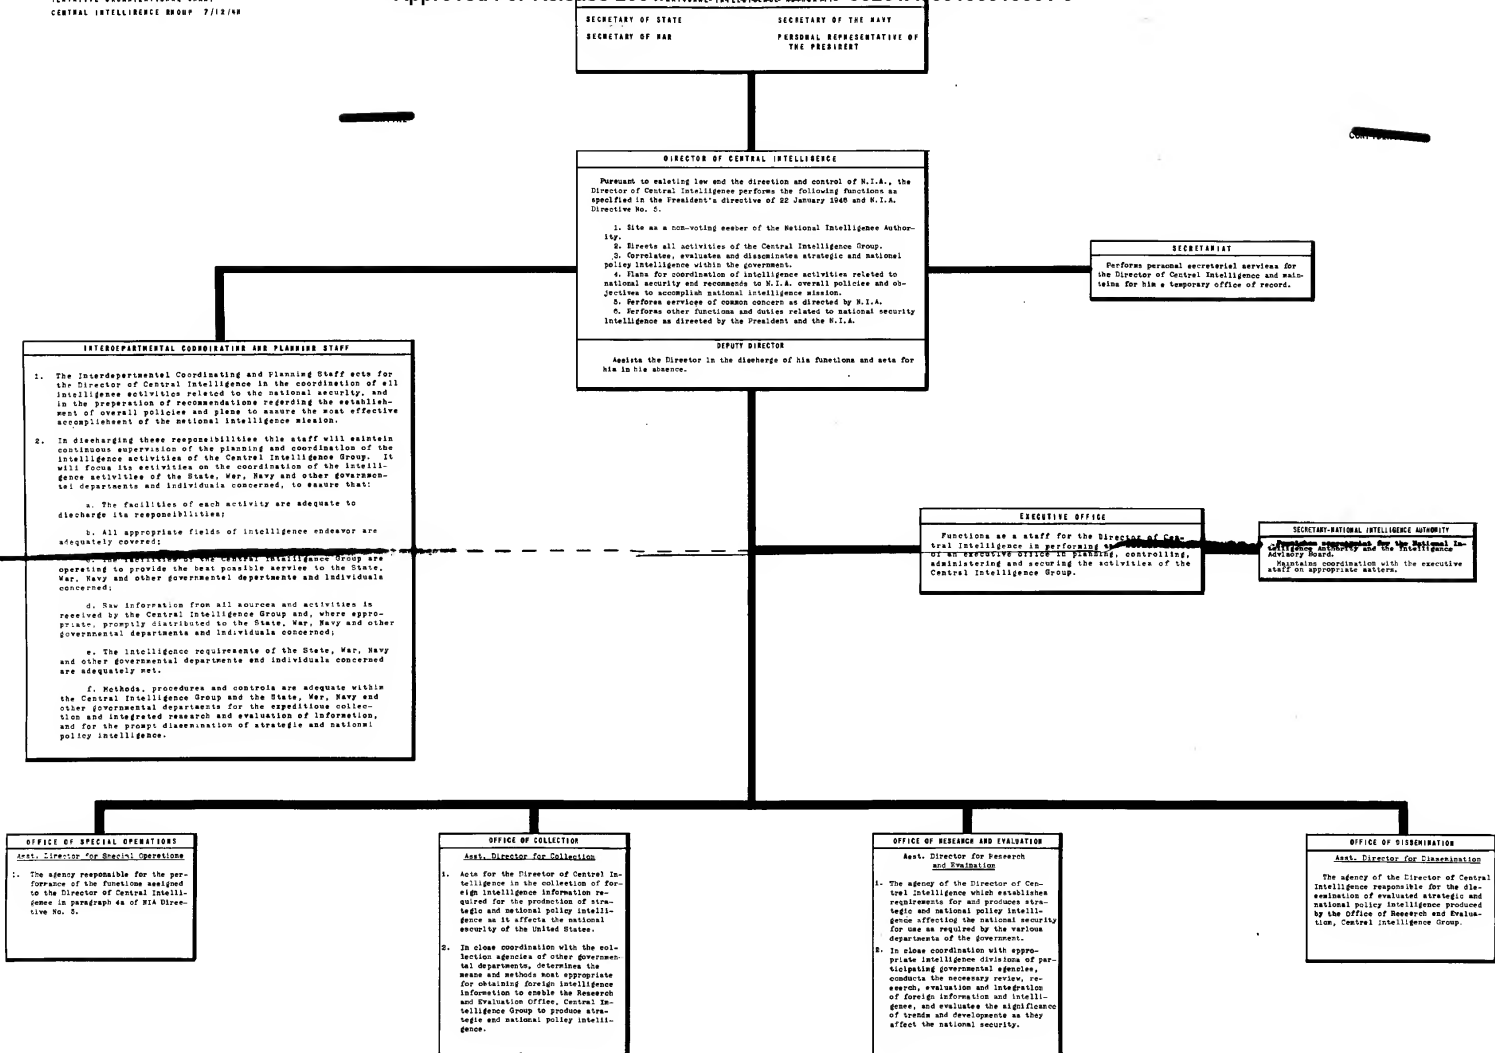 CENTRAL INTELLIGENCE GROUP 7/12/46
Approved For Release
SECRETARY OF STATE SECRETARY OF THE NAVY
SECRETARY OF WAR PERSONAL REPRESENTATIVE OF
THE PRESIDENT
DIRECTOR OF CENTRAL INTELLIGENCE
Pursuant to existing law and the direction and control of N.I.A., the
Director of Central Intelligence performs the following functions as
specified in the President's directive of 22 January 1946 and N.I.A.
Directive No. 5.
1. Sits as a non-voting member of the National Intelligence Author-
ity.
2. Directs all activities of the Central Intelligence Group.
3. Correlates, evaluates and disseminates strategic and national
policy intelligence within the government.
4. Plans for coordination of intelligence activities related to
national security and recommends to N.I.A. overall policies and ob-
jectives to accomplish national intelligence mission.
5. Performs services of common concern as directed by N.I.A.
6. Performs other functions and duties related to national security
intelligence as directed by the President and the N.I.A.
DEPUTY DIRECTOR
Assists the Director in the discharge of his functions and acts for
him in his absence.
SECRETARIAT
Performs personal secretarial services for
the Director of Central Intelligence and main-
tains for him a temporary office of record.
INTERDEPARTMENTAL COORDINATING AND PLANNING STAFF
1. The Interdepartmental Coordinating and Planning Staff acts for
the Director of Central Intelligence in the coordination of all
intelligence activities related to the national security, and
in the preparation of recommendations regarding the establish-
ment of overall policies and plans to assure the most effective
accomplishment of the national intelligence mission.
2. In discharging these responsibilities this staff will maintain
continuous supervision of the planning and coordination of the
intelligence activities of the Central Intelligence Group. It
will focus its activities on the coordination of the intelli-
gence activities of the State, War, Navy and other governmen-
tal departments and individuals concerned, to assure that:
a. The facilities of each activity are adequate to
discharge its responsibilities;
b. All appropriate fields of intelligence endeavor are
adequately covered;
c. The facilities of the Central Intelligence Group are
operating to provide the best possible service to the State,
War, Navy and other governmental departments and individuals
concerned;
d. Raw information from all sources and activities is
received by the Central Intelligence Group and, where appro-
priate, promptly distributed to the State, War, Navy and other
governmental departments and individuals concerned;
e. The intelligence requirements of the State, War, Navy
and other governmental departments and individuals concerned
are adequately met.
f. Methods, procedures and controls are adequate within
the Central Intelligence Group and the State, War, Navy and
other governmental departments for the expeditious collec-
tion and integrated research and evaluation of information,
and for the prompt dissemination of strategic and national
policy intelligence.
EXECUTIVE OFFICE
Functions as a staff for the Director of Cen-
tral Intelligence in performing
of an executive office in planning, controlling,
administering and securing the activities of the
Central Intelligence Group.
SECRETARY-NATIONAL INTELLIGENCE AUTHORITY
for the National In-
telligence Authority and the Intelligence
Advisory Board.
Maintains coordination with the executive
staff on appropriate matters.
OFFICE OF SPECIAL OPERATIONS
Asst. Director for Special Operations
1. The agency responsible for the per-
formance of the functions assigned
to the Director of Central Intelli-
gence in paragraph 4a of NIA Direc-
tive No. 5.
OFFICE OF COLLECTION
Asst. Director for Collection
1. Acts for the Director of Central In-
telligence in the collection of for-
eign intelligence information re-
quired for the production of stra-
tegic and national policy intelli-
gence as it affects the national
security of the United States.
2. In close coordination with the col-
lection agencies of other governmen-
tal departments, determines the
means and methods most appropriate
for obtaining foreign intelligence
information to enable the Research
and Evaluation Office, Central In-
telligence Group to produce stra-
tegic and national policy intelli-
gence.
OFFICE OF RESEARCH AND EVALUATION
Asst. Director for Research
and Evaluation
1. The agency of the Director of Cen-
tral Intelligence which establishes
requirements for and produces stra-
tegic and national policy intelli-
gence affecting the national security
for use as required by the various
departments of the government.
2. In close coordination with appro-
priate intelligence divisions of par-
ticipating governmental agencies,
conducts the necessary review, re-
search, evaluation and integration
of foreign information and intelli-
gence, and evaluates the significance
of trends and developments as they
affect the national security.
OFFICE OF DISSEMINATION
Asst. Director for Dissemination
The agency of the Director of Central
Intelligence responsible for the dis-
semination of evaluated strategic and
national policy intelligence produced
by the Office of Research and Evalua-
tion, Central Intelligence Group.